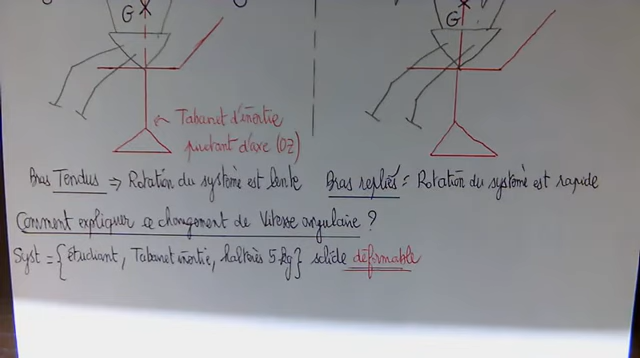 G
G
Tabouret d'inertie
pivotant d'axe (OZ)
Bras Tendus => Rotation du système est lente
Bras repliés = Rotation du système est rapide
Comment expliquer ce changement de Vitesse angulaire ?
Syst = {étudiant, Tabouret inertie, haltères 5 kg} solide déformable